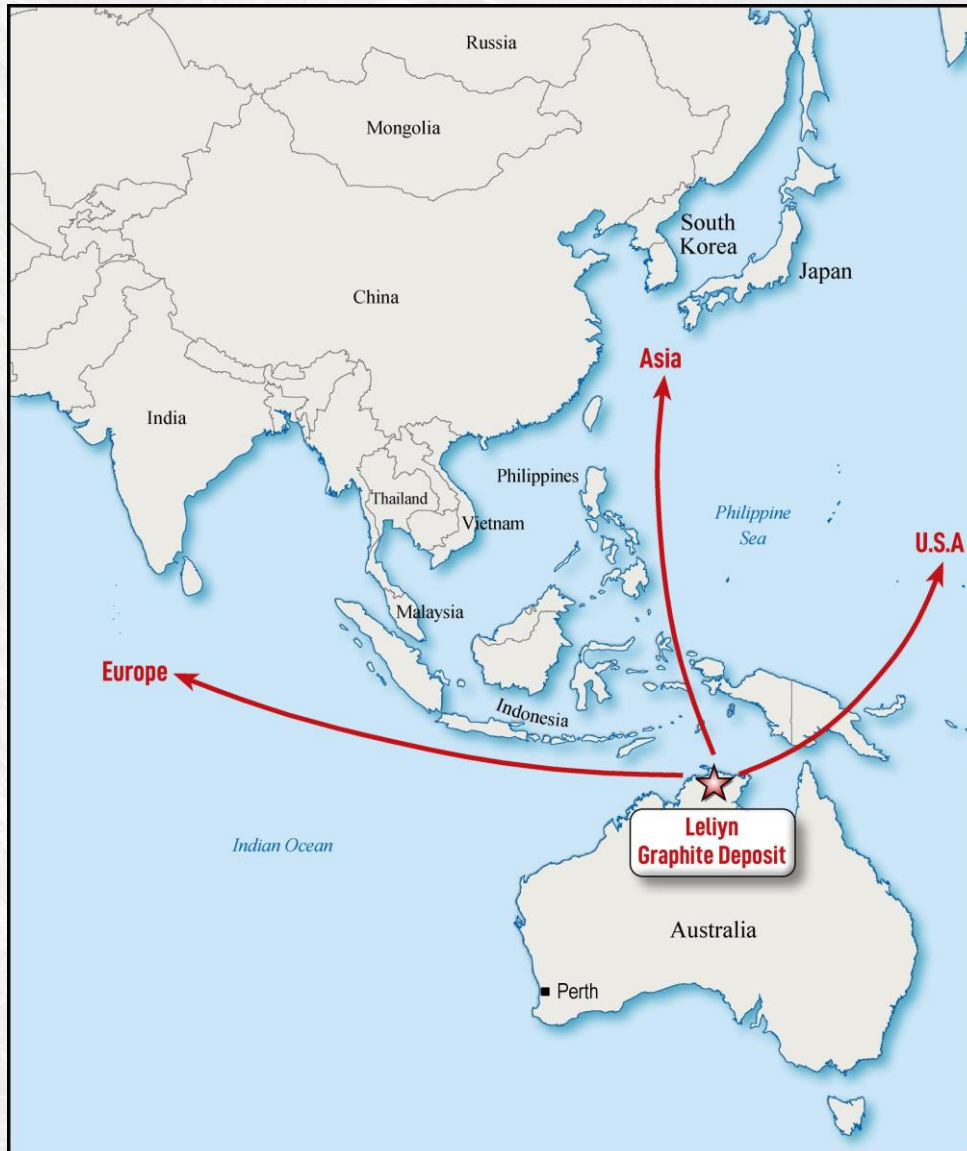 Russia
Mongolia
South
Korea
Japan
China
Asia
India
Philippines
Thailand
Vietnam
Philippine
Sea
U.S.A
Malaysia
Europe
Indonesia
Leliyn
Graphite Deposit
Indian Ocean
Australia
Perth